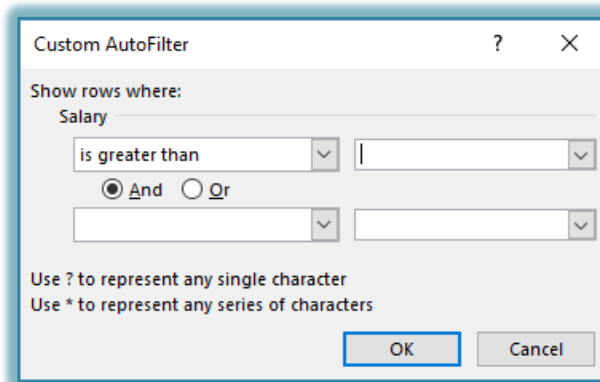 Custom AutoFilter ?
Show rows where:
Salary
is greater than
And Or
Use ? to represent any single character
Use * to represent any series of characters
OK Cancel